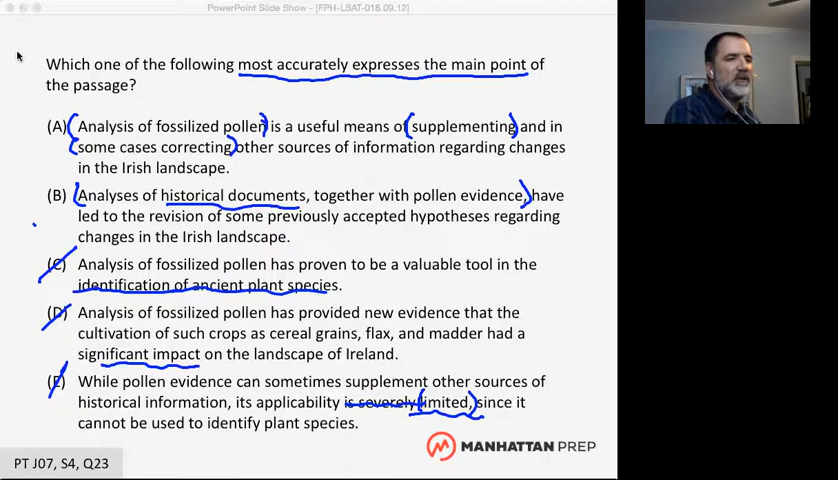 PowerPoint Slide Show - [FPH-LSAT-018.09.12]
Which one of the following most accurately expresses the main point of
the passage?
(A) Analysis of fossilized pollen is a useful means of supplementing and in
some cases correcting other sources of information regarding changes
in the Irish landscape.
(B) Analyses of historical documents, together with pollen evidence, have
led to the revision of some previously accepted hypotheses regarding
changes in the Irish landscape.
(C) Analysis of fossilized pollen has proven to be a valuable tool in the
identification of ancient plant species.
(D) Analysis of fossilized pollen has provided new evidence that the
cultivation of such crops as cereal grains, flax, and madder had a
significant impact on the landscape of Ireland.
(E) While pollen evidence can sometimes supplement other sources of
historical information, its applicability is severely limited, since it
cannot be used to identify plant species.
MANHATTAN PREP
PT J07, S4, Q23